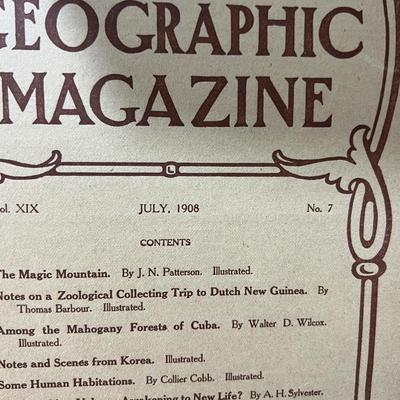 GEOGRAPHIC
MAGAZINE
L
Vol. XIX JULY, 1908 No. 7
CONTENTS
The Magic Mountain. By J. N. Patterson. Illustrated.
Notes on a Zoological Collecting Trip to Dutch New Guinea. By
Thomas Barbour. Illustrated.
Among the Mahogany Forests of Cuba. By Walter D. Wilcox.
Illustrated.
Notes and Scenes from Korea. Illustrated.
Some Human Habitations. By Collier Cobb. Illustrated.
Awakening to New Life? By A. H. Sylvester.